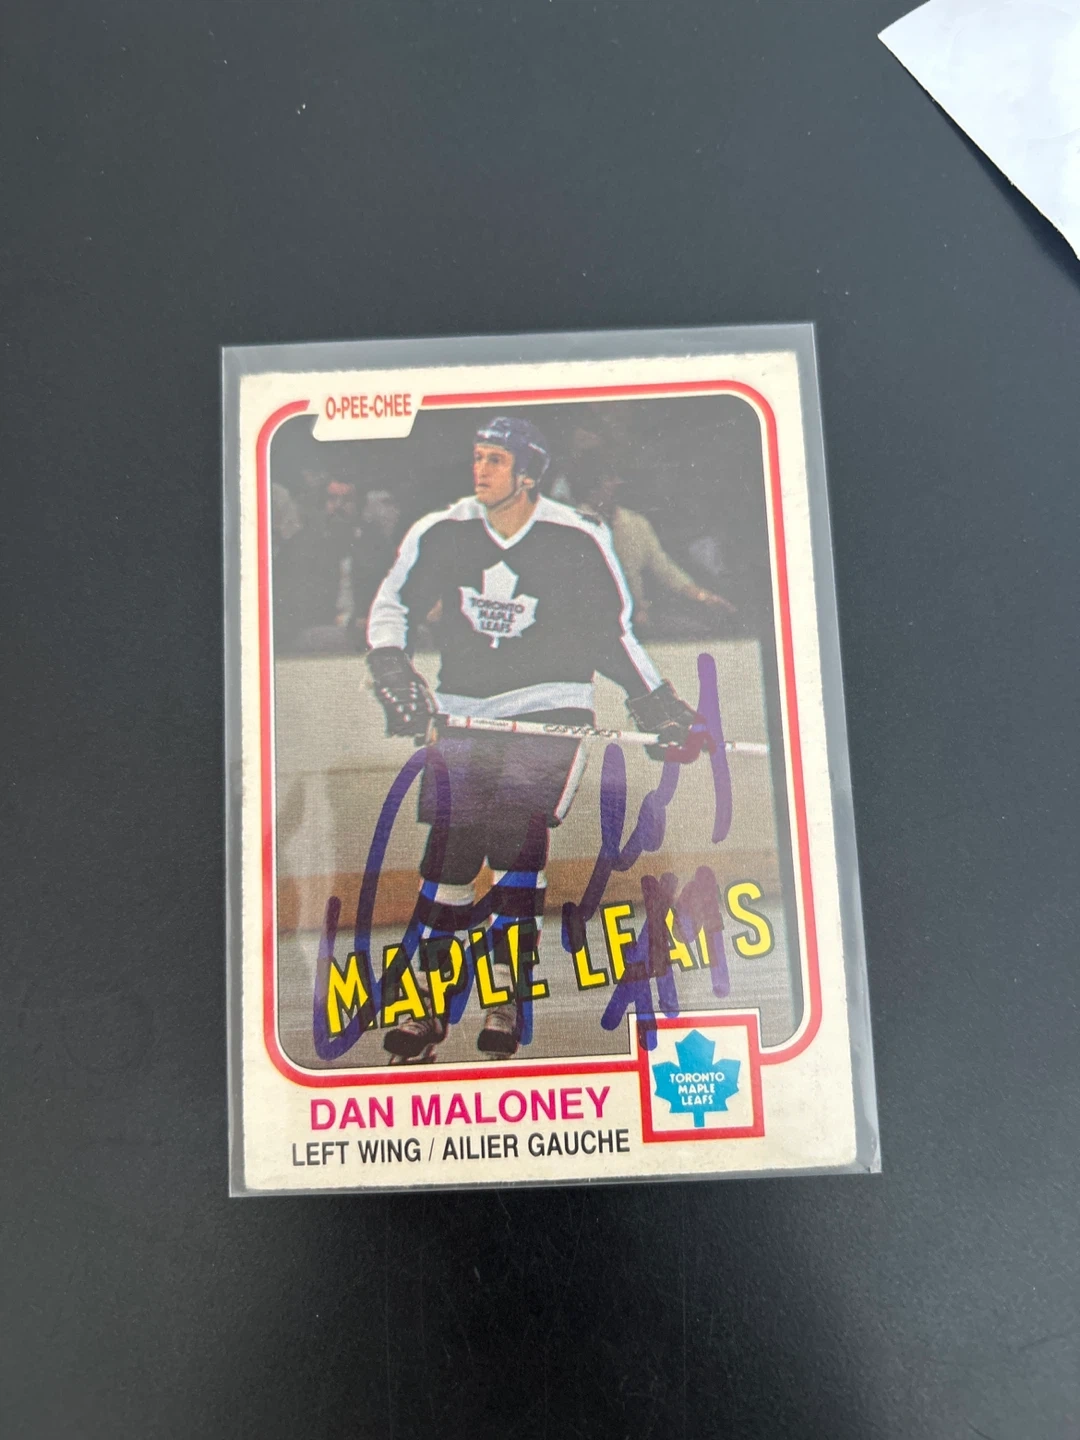 O-PEE-CHEE
TORONTO
MAPLE
LEAFS
MAPLE LEAFS
TORONTO
MAPLE
LEAFS
DAN MALONEY
LEFT WING / AILIER GAUCHE